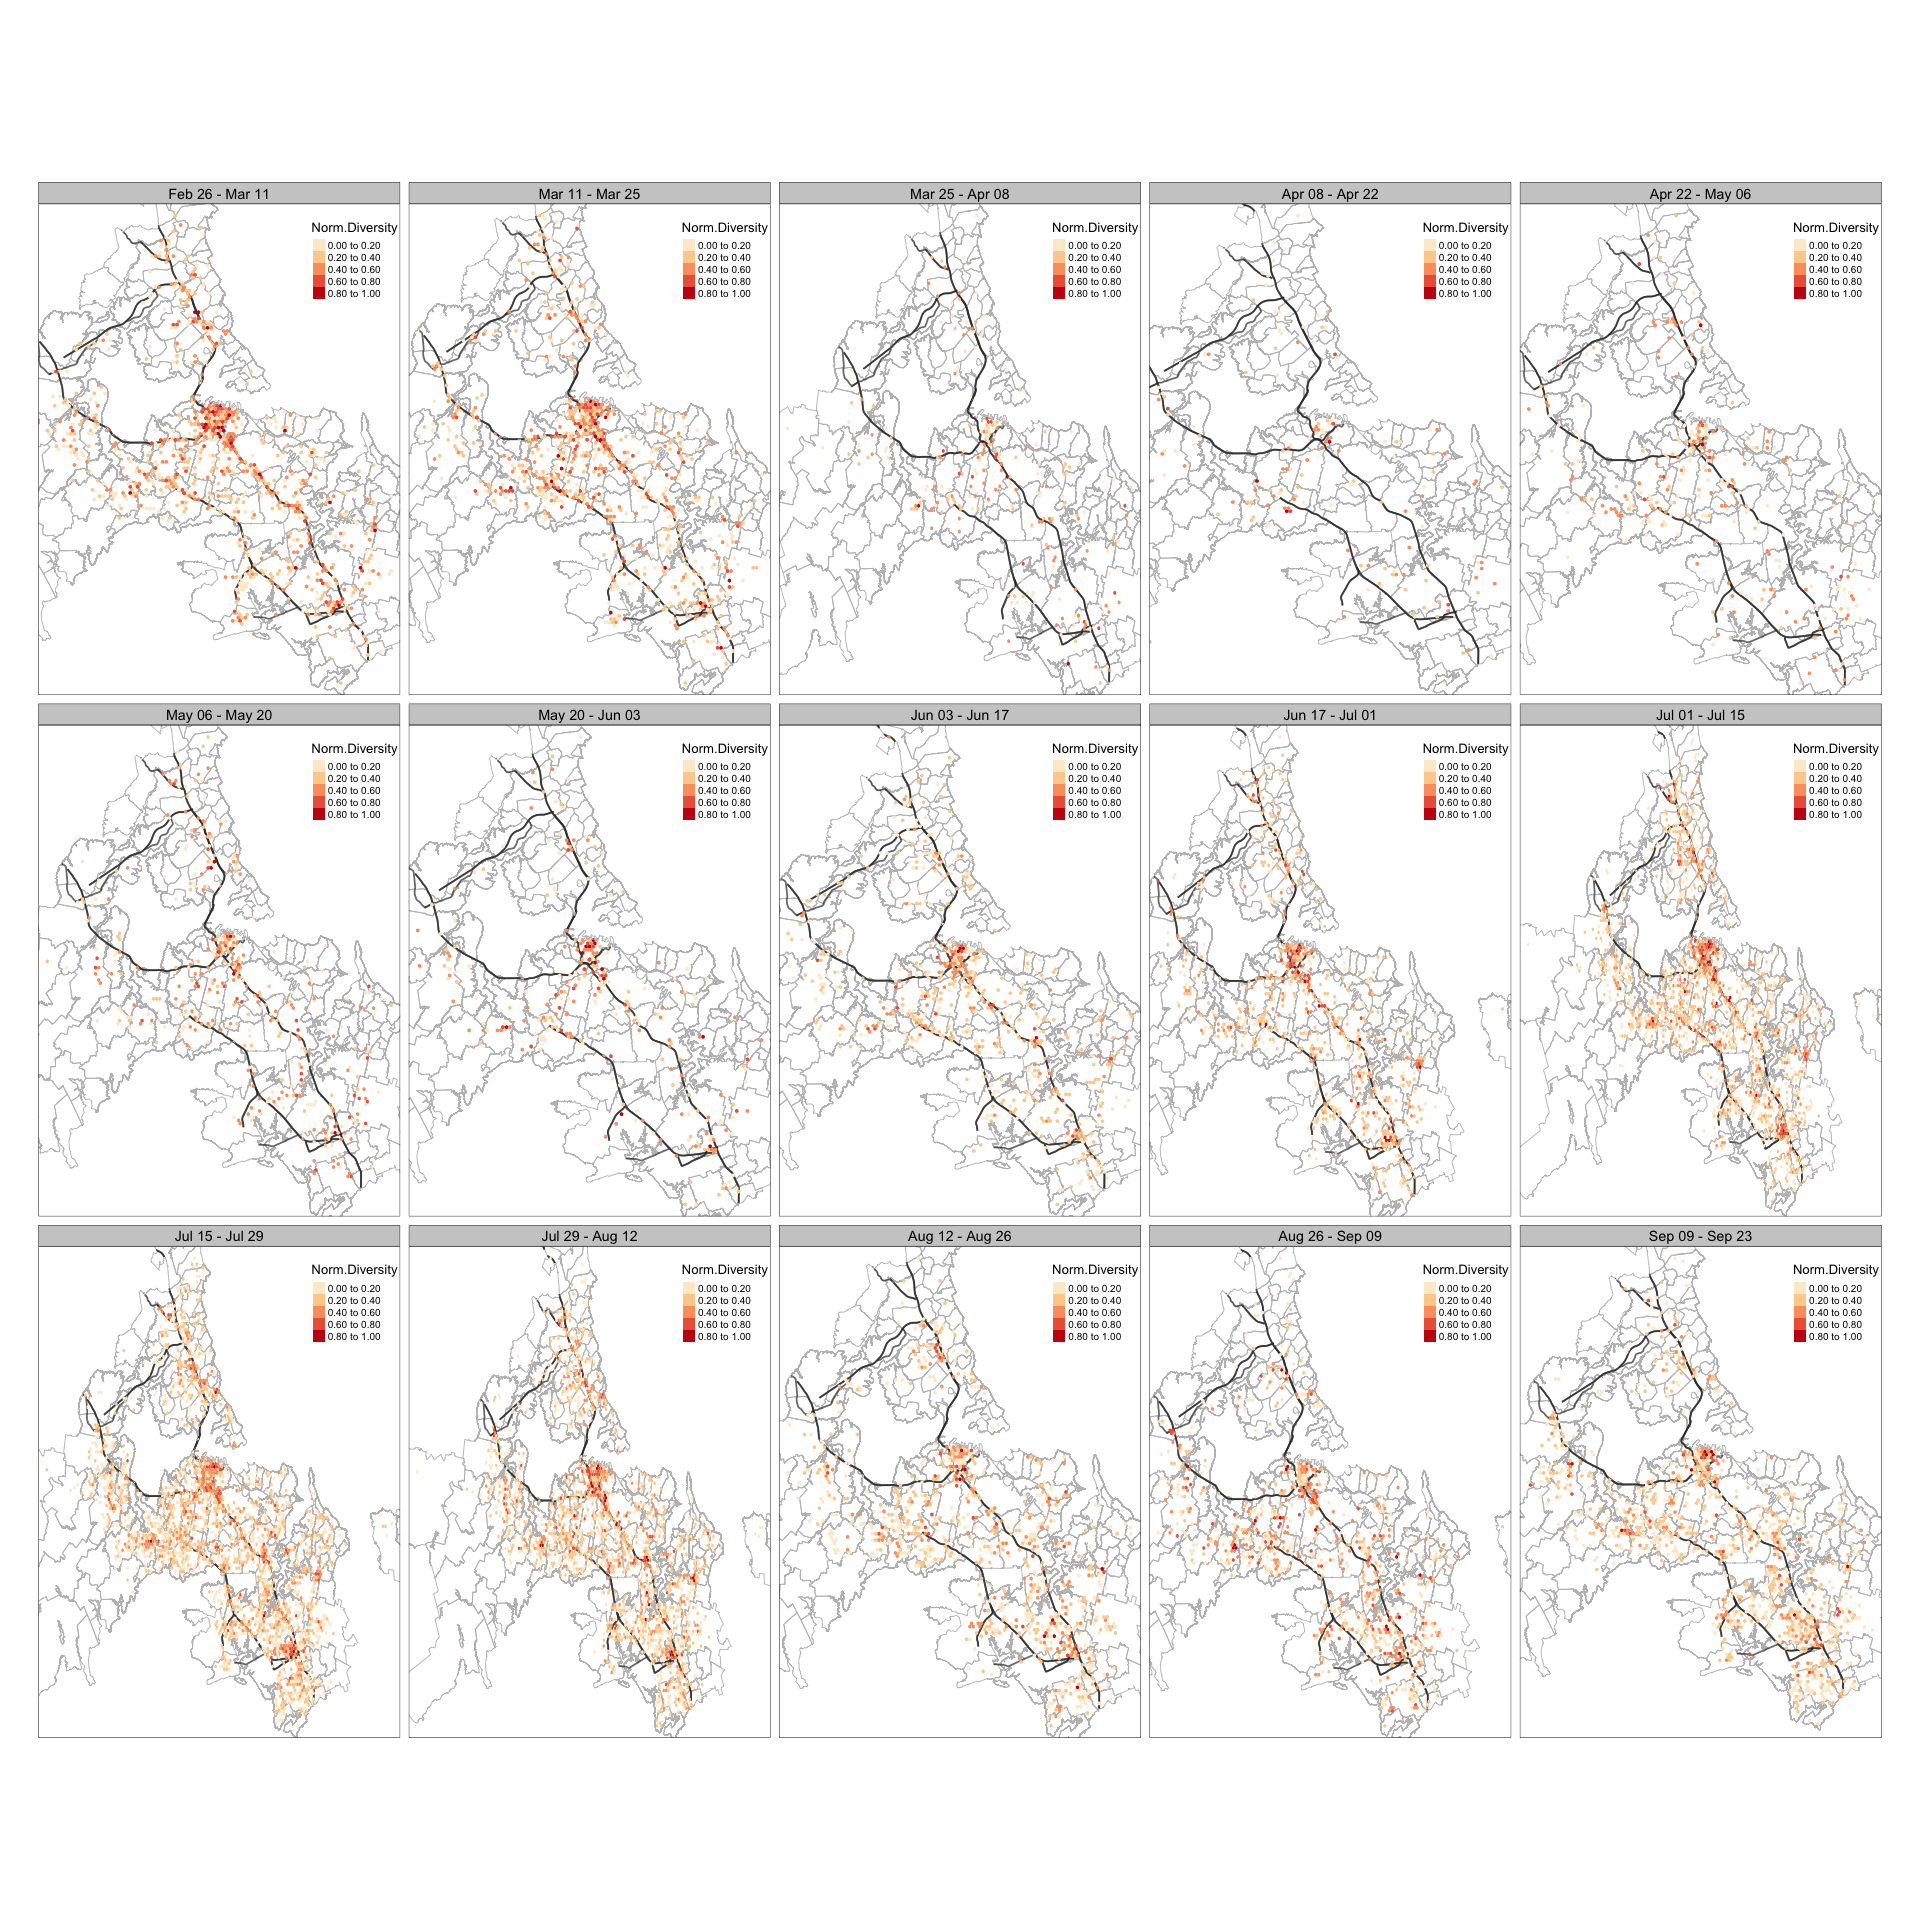 Feb 26 - Mar 11
Norm.Diversity
0.00 to 0.20
0.20 to 0.40
0.40 to 0.60
0.60 to 0.80
0.80 to 1.00
Mar 11 - Mar 25
Norm.Diversity
0.00 to 0.20
0.20 to 0.40
0.40 to 0.60
0.60 to 0.80
0.80 to 1.00
Mar 25 - Apr 08
Norm.Diversity
0.00 to 0.20
0.20 to 0.40
0.40 to 0.60
0.60 to 0.80
0.80 to 1.00
Apr 08 - Apr 22
Norm.Diversity
0.00 to 0.20
0.20 to 0.40
0.40 to 0.60
0.60 to 0.80
0.80 to 1.00
Apr 22 - May 06
Norm.Diversity
0.00 to 0.20
0.20 to 0.40
0.40 to 0.60
0.60 to 0.80
0.80 to 1.00
May 06 - May 20
Norm.Diversity
0.00 to 0.20
0.20 to 0.40
0.40 to 0.60
0.60 to 0.80
0.80 to 1.00
May 20 - Jun 03
Norm.Diversity
0.00 to 0.20
0.20 to 0.40
0.40 to 0.60
0.60 to 0.80
0.80 to 1.00
Jun 03 - Jun 17
Norm.Diversity
0.00 to 0.20
0.20 to 0.40
0.40 to 0.60
0.60 to 0.80
0.80 to 1.00
Jun 17 - Jul 01
Norm.Diversity
0.00 to 0.20
0.20 to 0.40
0.40 to 0.60
0.60 to 0.80
0.80 to 1.00
Jul 01 - Jul 15
Norm.Diversity
0.00 to 0.20
0.20 to 0.40
0.40 to 0.60
0.60 to 0.80
0.80 to 1.00
Jul 15 - Jul 29
Norm.Diversity
0.00 to 0.20
0.20 to 0.40
0.40 to 0.60
0.60 to 0.80
0.80 to 1.00
Jul 29 - Aug 12
Norm.Diversity
0.00 to 0.20
0.20 to 0.40
0.40 to 0.60
0.60 to 0.80
0.80 to 1.00
Aug 12 - Aug 26
Norm.Diversity
0.00 to 0.20
0.20 to 0.40
0.40 to 0.60
0.60 to 0.80
0.80 to 1.00
Aug 26 - Sep 09
Norm.Diversity
0.00 to 0.20
0.20 to 0.40
0.40 to 0.60
0.60 to 0.80
0.80 to 1.00
Sep 09 - Sep 23
Norm.Diversity
0.00 to 0.20
0.20 to 0.40
0.40 to 0.60
0.60 to 0.80
0.80 to 1.00